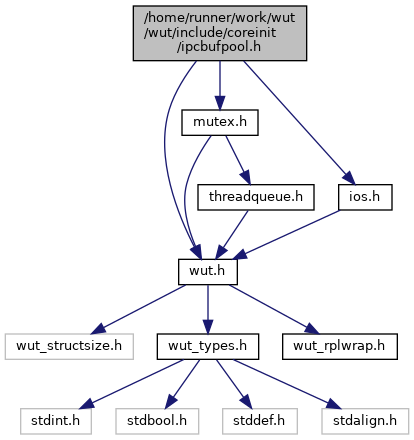 /home/runner/work/wut
/wut/include/coreinit
/ipcbufpool.h
mutex.h
threadqueue.h
ios.h
wut.h
wut_structsize.h
wut_types.h
wut_rplwrap.h
stdint.h
stdbool.h
stddef.h
stdalign.h